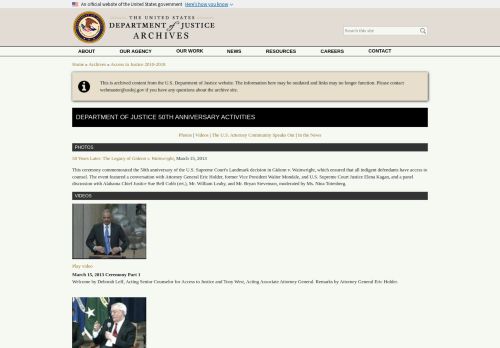 An official website of the United States government Here's how you know
THE UNITED STATES
DEPARTMENT of JUSTICE
ARCHIVES
Search this site
ABOUT OUR AGENCY OUR WORK NEWS RESOURCES CAREERS CONTACT
Home » Archives » Access to Justice 2010-2018
This is archived content from the U.S. Department of Justice website. The information here may be outdated and links may no longer function. Please contact
webmaster@usdoj.gov if you have any questions about the archive site.
DEPARTMENT OF JUSTICE 50TH ANNIVERSARY ACTIVITIES
Photos | Videos | The U.S. Attorney Community Speaks Out | In the News
PHOTOS
50 Years Later: The Legacy of Gideon v. Wainwright, March 15, 2013
This ceremony commemorated the 50th anniversary of the U.S. Supreme Court's Landmark decision in Gideon v. Wainwright, which ensured that all indigent defendants have access to
counsel. The event featured a conversation with Attorney General Eric Holder, former Vice President Walter Mondale, and U.S. Supreme Court Justice Elena Kagan, and a panel
discussion with Alabama Chief Justice Sue Bell Cobb (ret.), Mr. William Leahy, and Mr. Bryan Stevenson, moderated by Ms. Nina Totenberg.
VIDEOS
Play video
March 15, 2013 Ceremony Part I
Welcome by Deborah Leff, Acting Senior Counselor for Access to Justice and Tony West, Acting Associate Attorney General. Remarks by Attorney General Eric Holder.